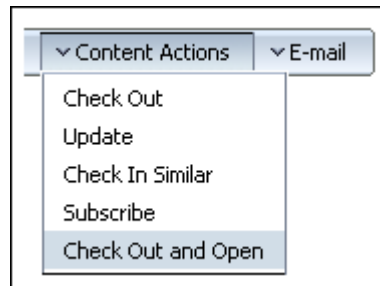 Content Actions E-mail
Check Out
Update
Check In Similar
Subscribe
Check Out and Open